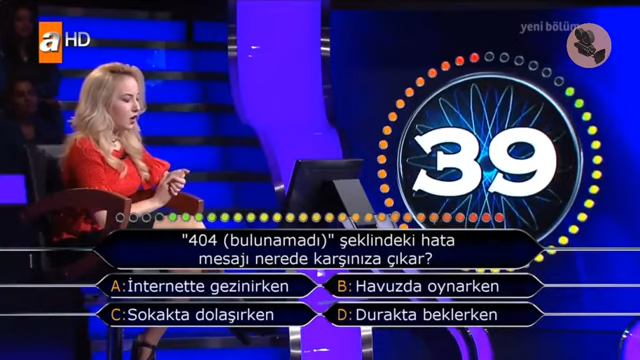 a HD
yeni bölüm
39
"404 (bulunamadı)" şeklindeki hata
mesajı nerede karşınıza çıkar?
A:İnternette gezinirken
B:Havuzda oynarken
C:Sokakta dolaşırken
D:Durakta beklerken